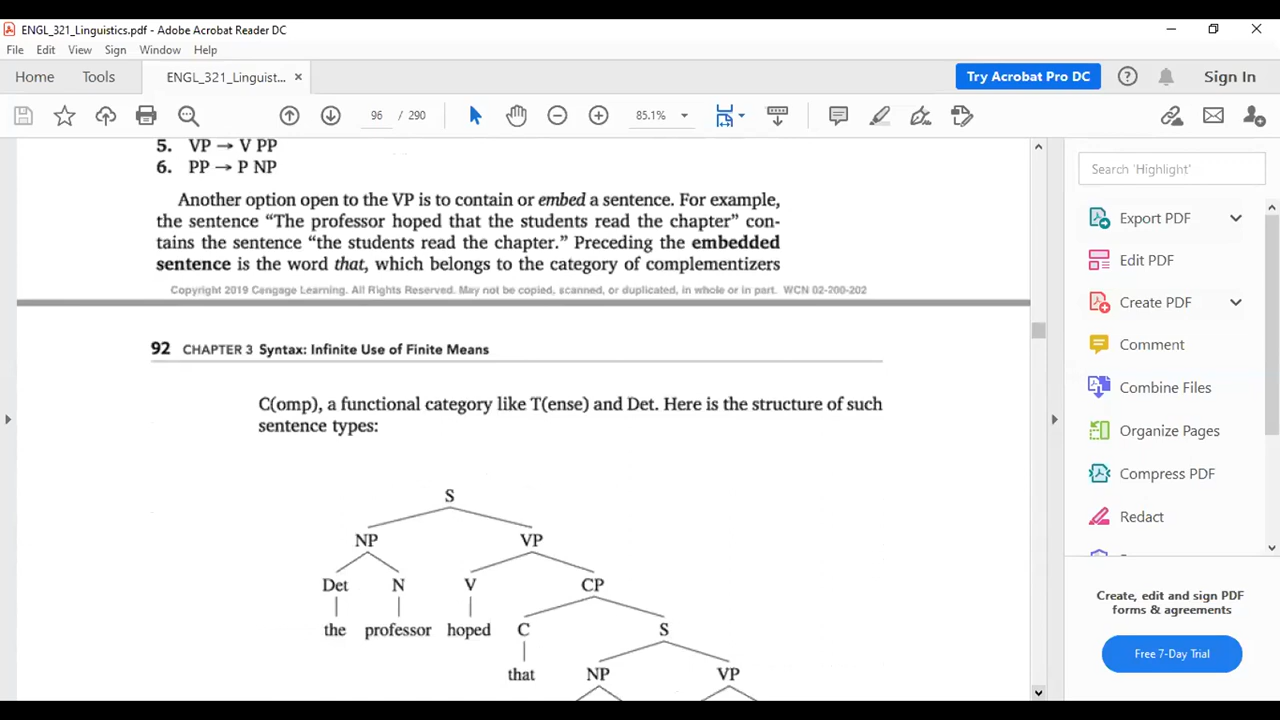 ENGL_321_Linguistics.pdf - Adobe Acrobat Reader DC
File Edit View Sign Window Help
Home Tools ENGL_321_Linguist... × Try Acrobat Pro DC Sign In
96 / 290 85.1%
5. VP → V PP
6. PP → P NP
Another option open to the VP is to contain or embed a sentence. For example,
the sentence “The professor hoped that the students read the chapter” con-
tains the sentence “the students read the chapter.” Preceding the embedded
sentence is the word that, which belongs to the category of complementizers
Copyright 2019 Cengage Learning. All Rights Reserved. May not be copied, scanned, or duplicated, in whole or in part. WCN 02-200-202
92 CHAPTER 3 Syntax: Infinite Use of Finite Means
C(omp), a functional category like T(ense) and Det. Here is the structure of such
sentence types:
S
NP VP
Det N V CP
the professor hoped C S
that NP VP
Search 'Highlight'
Export PDF
Edit PDF
Create PDF
Comment
Combine Files
Organize Pages
Compress PDF
Redact
Create, edit and sign PDF
forms & agreements
Free 7-Day Trial